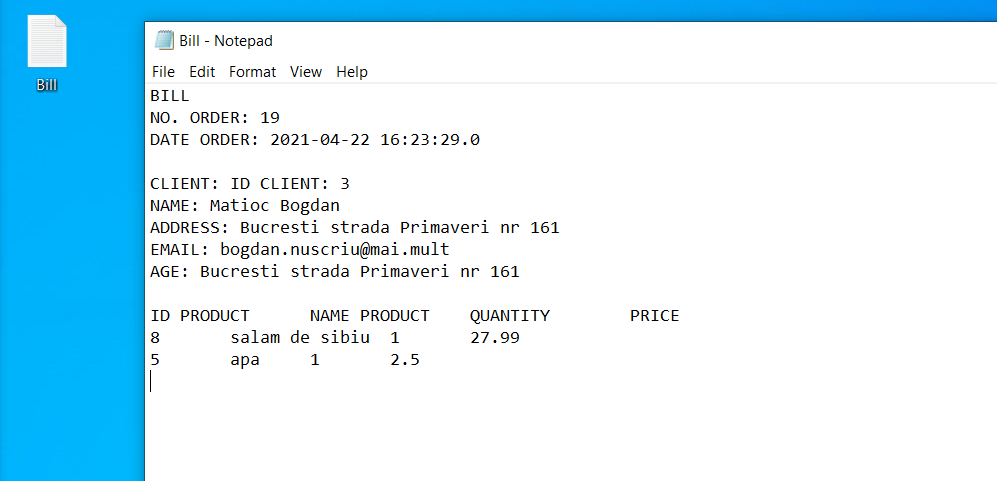 Bill
Bill - Notepad
File Edit Format View Help
BILL
NO. ORDER: 19
DATE ORDER: 2021-04-22 16:23:29.0
CLIENT: ID CLIENT: 3
NAME: Matioc Bogdan
ADDRESS: Bucresti strada Primaveri nr 161
EMAIL: bogdan.nuscriu@mai.mult
AGE: Bucresti strada Primaveri nr 161
ID PRODUCT NAME PRODUCT QUANTITY PRICE
8 salam de sibiu 1 27.99
5 apa 1 2.5